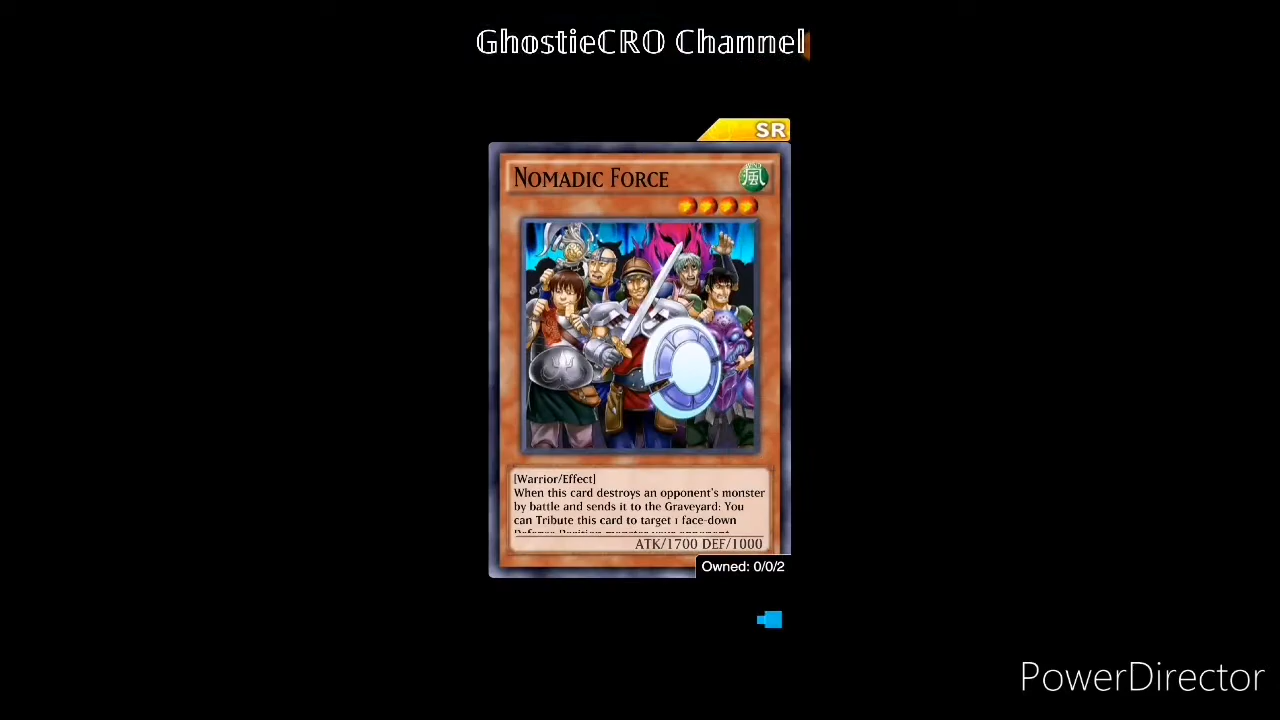 GhostieCRO Channel
SR
Nomadic Force
風
[Warrior/Effect]
When this card destroys an opponent's monster
by battle and sends it to the Graveyard: You
can Tribute this card to target 1 face-down
ATK/1700 DEF/1000
Owned: 0/0/2
PowerDirector